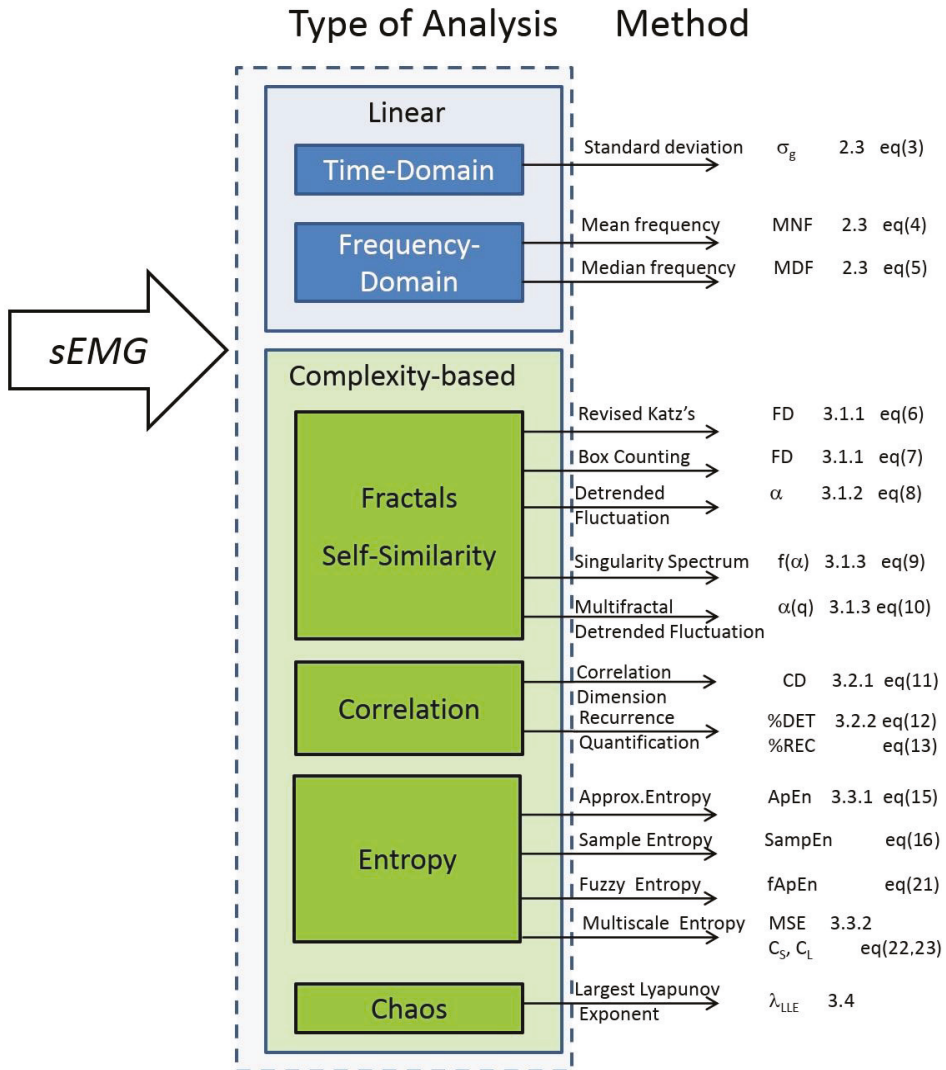 Type of Analysis Method
Linear
Time-Domain
Standard deviation σg 2.3 eq(3)
Frequency-
Domain
Mean frequency MNF 2.3 eq(4)
Median frequency MDF 2.3 eq(5)
sEMG
Complexity-based
Fractals
Self-Similarity
Revised Katz's FD 3.1.1 eq(6)
Box Counting FD 3.1.1 eq(7)
Detrended α 3.1.2 eq(8)
Fluctuation
Singularity Spectrum f(α) 3.1.3 eq(9)
Multifractal α(q) 3.1.3 eq(10)
Detrended Fluctuation
Correlation
Correlation CD 3.2.1 eq(11)
Dimension
Recurrence %DET 3.2.2 eq(12)
Quantification %REC eq(13)
Entropy
Approx.Entropy ApEn 3.3.1 eq(15)
Sample Entropy SampEn eq(16)
Fuzzy Entropy fApEn eq(21)
Multiscale Entropy MSE 3.3.2
CS, CL eq(22,23)
Chaos
Largest Lyapunov λLLE 3.4
Exponent